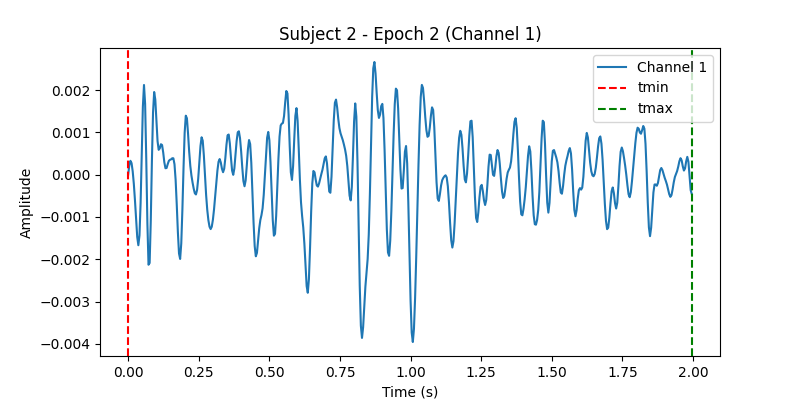 Subject 2 - Epoch 2 (Channel 1)
Channel 1
tmin
tmax
0.002
0.001
0.000
−0.001
−0.002
−0.003
−0.004
Amplitude
0.00 0.25 0.50 0.75 1.00 1.25 1.50 1.75 2.00
Time (s)